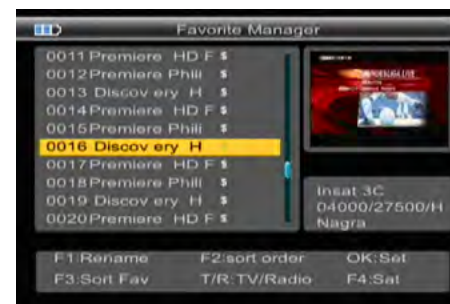 Favorite Manager
0011 Premiere HD F $
0012 Premiere Phili $
0013 Discov ery H $
0014 Premiere HD F $
0015 Premiere Phili $
0016 Discov ery H
0017 Premiere HD F $
0018 Premiere Phili $
0019 Discov ery H $
0020 Premiere HD F $
Insat 3C
04000/27500/H
Nagra
F1:Rename F2:sort order OK:Set
F3:Sort Fav T/R:TV/Radio F4:Sat